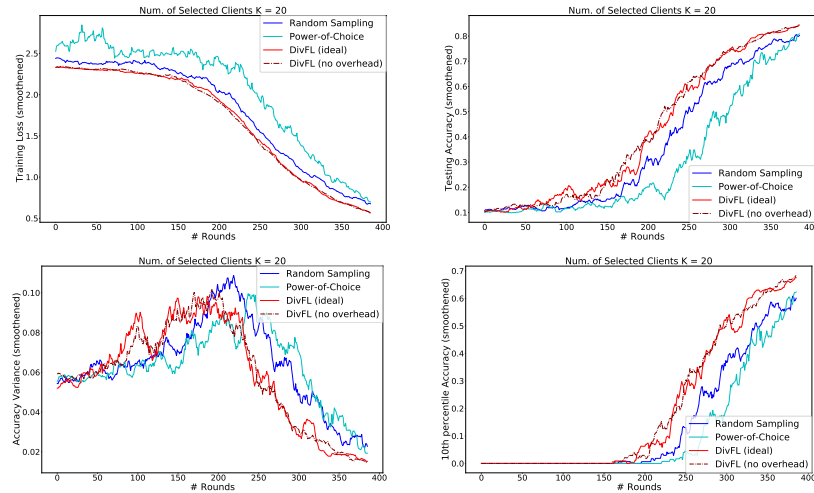 Num. of Selected Clients K = 20
Training Loss (smoothened)
2.5
2.0
1.5
1.0
0.5
0 50 100 150 200 250 300 350 400
# Rounds
Random Sampling
Power-of-Choice
DivFL (ideal)
DivFL (no overhead)
Num. of Selected Clients K = 20
Testing Accuracy (smoothened)
0.8
0.7
0.6
0.5
0.4
0.3
0.2
0.1
0 50 100 150 200 250 300 350 400
# Rounds
Random Sampling
Power-of-Choice
DivFL (ideal)
DivFL (no overhead)
Num. of Selected Clients K = 20
Accuracy Variance (smoothened)
0.10
0.08
0.06
0.04
0.02
0 50 100 150 200 250 300 350 400
# Rounds
Random Sampling
Power-of-Choice
DivFL (ideal)
DivFL (no overhead)
Num. of Selected Clients K = 20
10th percentile Accuracy (smoothened)
0.7
0.6
0.5
0.4
0.3
0.2
0.1
0.0
0 50 100 150 200 250 300 350 400
# Rounds
Random Sampling
Power-of-Choice
DivFL (ideal)
DivFL (no overhead)